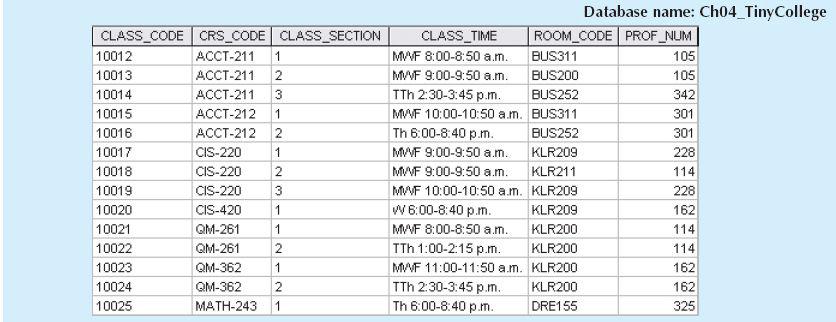 Database name: Ch04_TinyCollege
CLASS_CODE CRS_CODE CLASS_SECTION CLASS_TIME ROOM_CODE PROF_NUM
10012 ACCT-211 1 MWF 8:00-8:50 a.m. BUS311 105
10013 ACCT-211 2 MWF 9:00-9:50 a.m. BUS200 105
10014 ACCT-211 3 TTh 2:30-3:45 p.m. BUS252 342
10015 ACCT-212 1 MWF 10:00-10:50 a.m. BUS311 301
10016 ACCT-212 2 Th 6:00-8:40 p.m. BUS252 301
10017 CIS-220 1 MWF 9:00-9:50 a.m. KLR209 228
10018 CIS-220 2 MWF 9:00-9:50 a.m. KLR211 114
10019 CIS-220 3 MWF 10:00-10:50 a.m. KLR209 228
10020 CIS-420 1 W 6:00-8:40 p.m. KLR209 162
10021 QM-261 1 MWF 8:00-8:50 a.m. KLR200 114
10022 QM-261 2 TTh 1:00-2:15 p.m. KLR200 114
10023 QM-362 1 MWF 11:00-11:50 a.m. KLR200 162
10024 QM-362 2 TTh 2:30-3:45 p.m. KLR200 162
10025 MATH-243 1 Th 6:00-8:40 p.m. DRE155 325